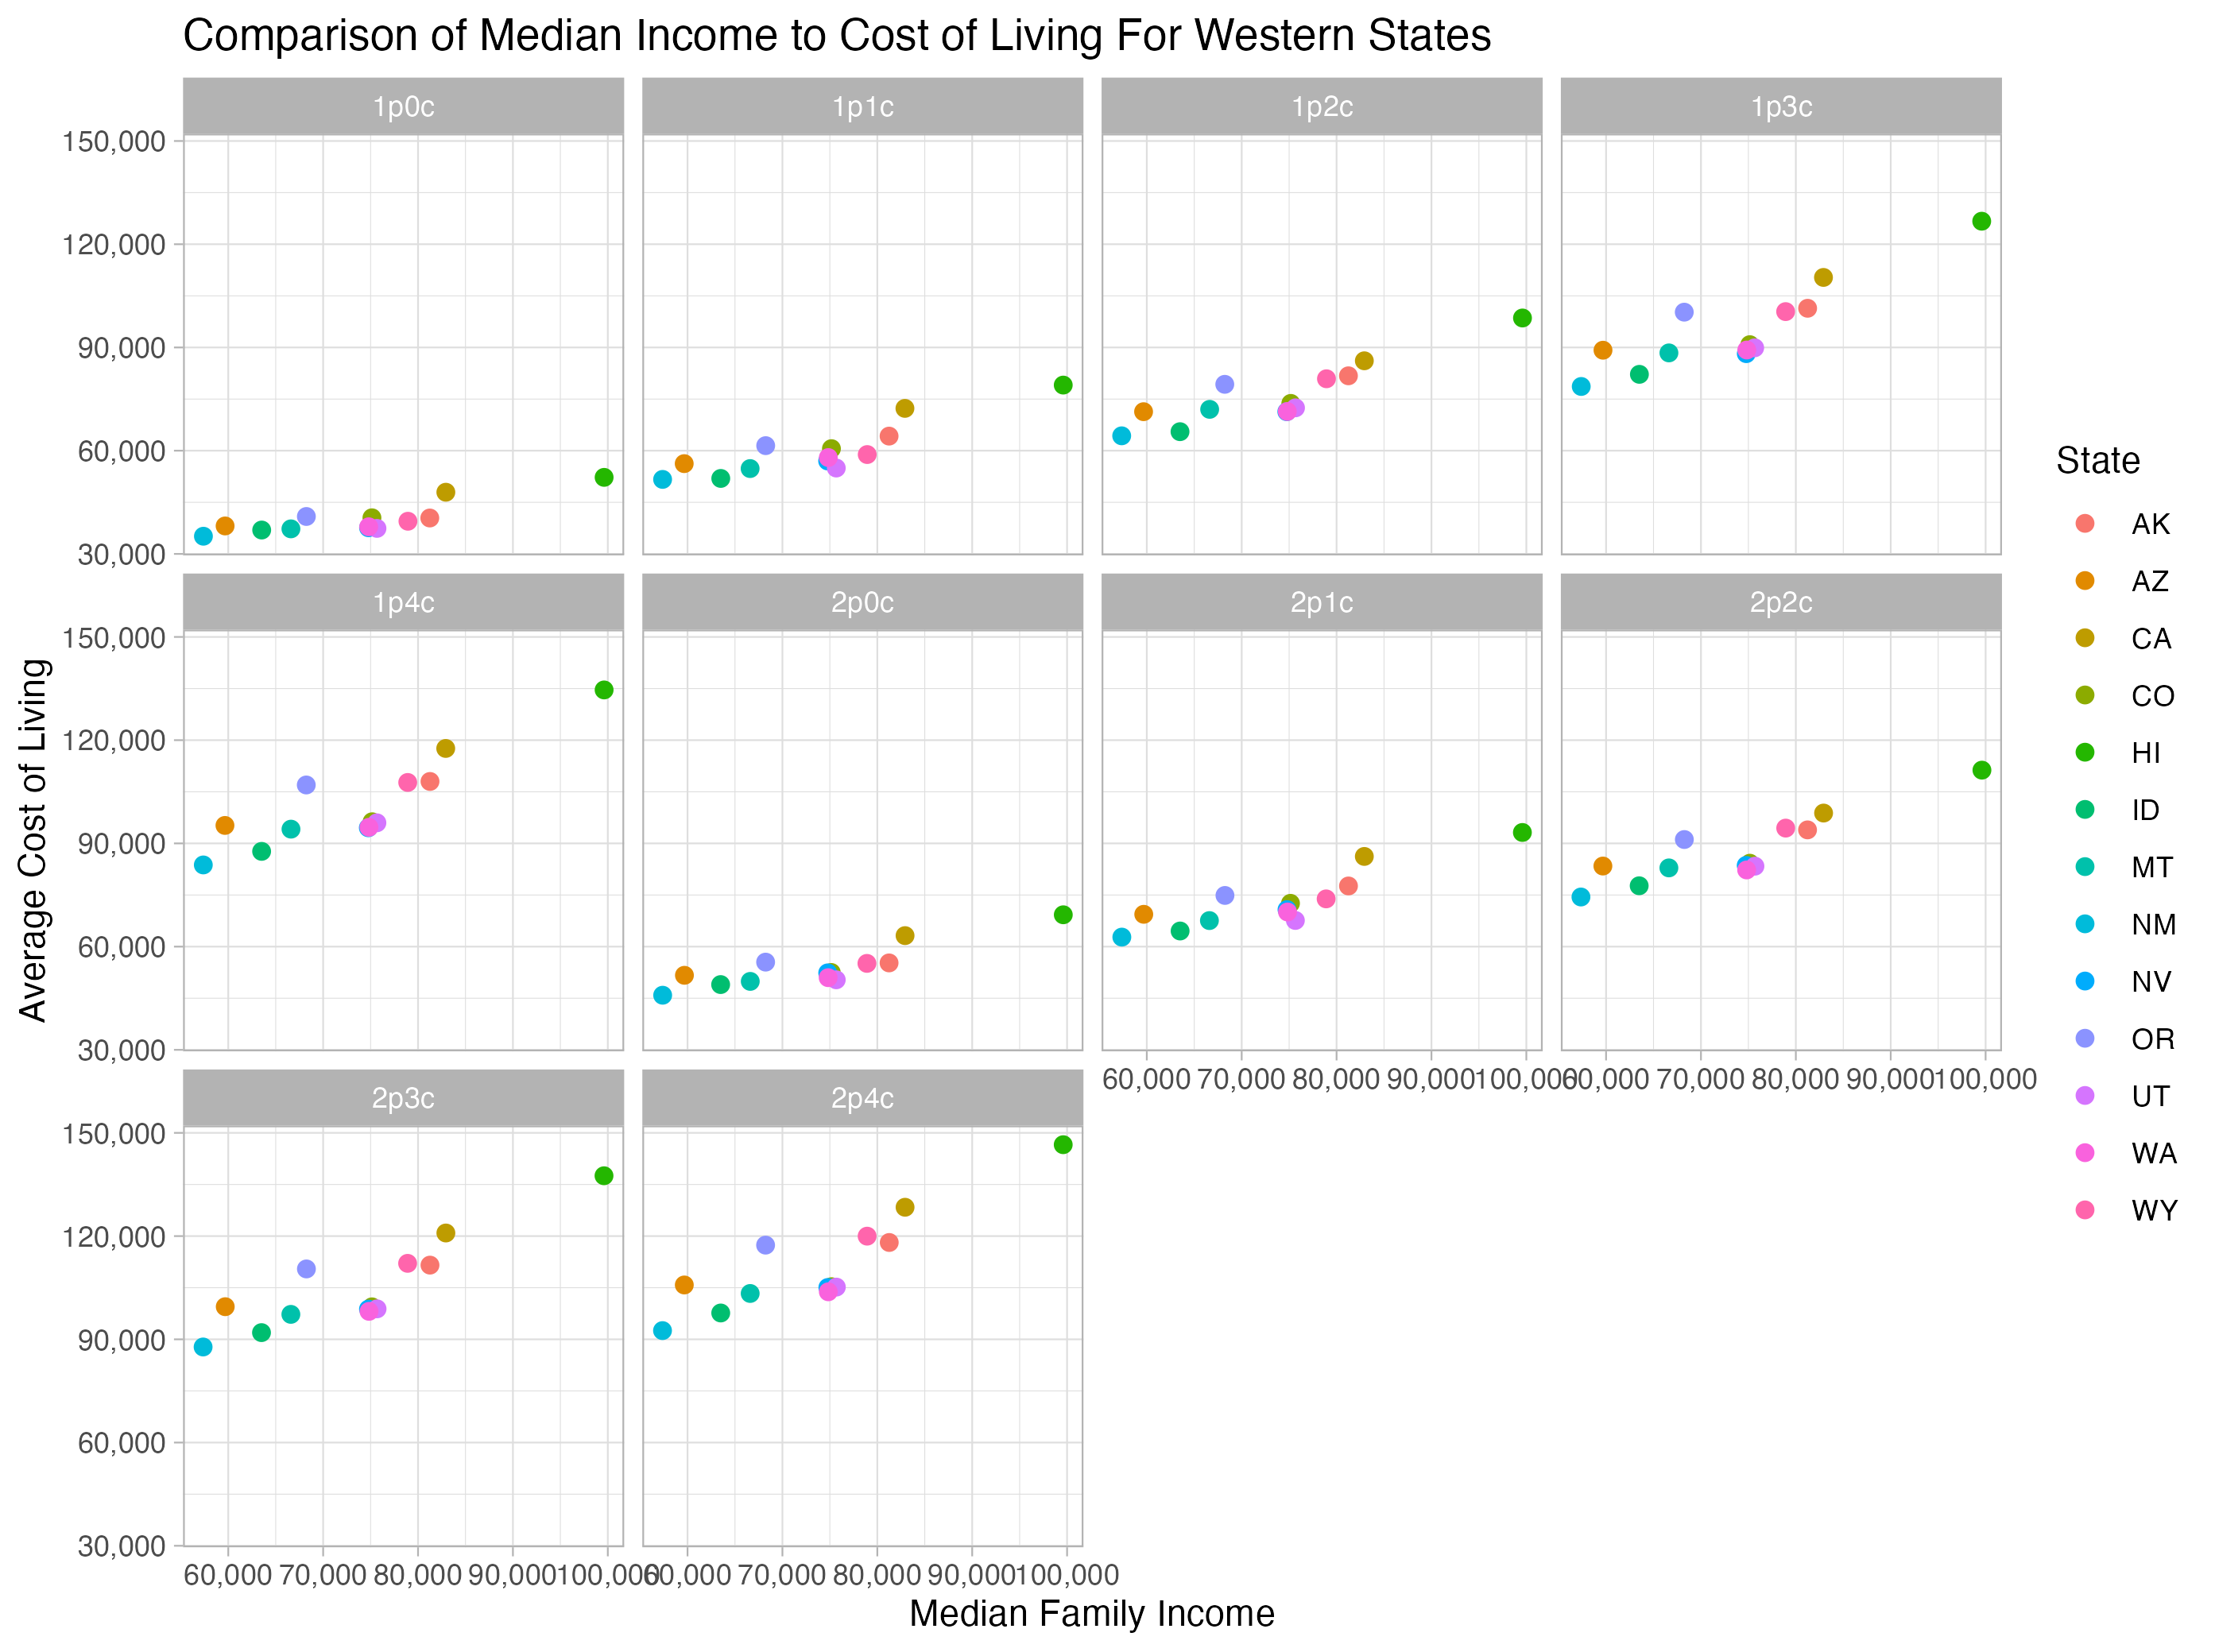 Comparison of Median Income to Cost of Living For Western States
1p0c 1p1c 1p2c 1p3c
150,000
120,000
90,000
60,000
30,000
1p4c 2p0c 2p1c 2p2c
150,000
120,000
90,000
60,000
30,000
60,000 70,000 80,000 90,000 100,000 60,000 70,000 80,000 90,000 100,000
2p3c 2p4c
150,000
120,000
90,000
60,000
30,000
60,000 70,000 80,000 90,000 100,000 60,000 70,000 80,000 90,000 100,000
Median Family Income
Average Cost of Living
State
AK
AZ
CA
CO
HI
ID
MT
NM
NV
OR
UT
WA
WY